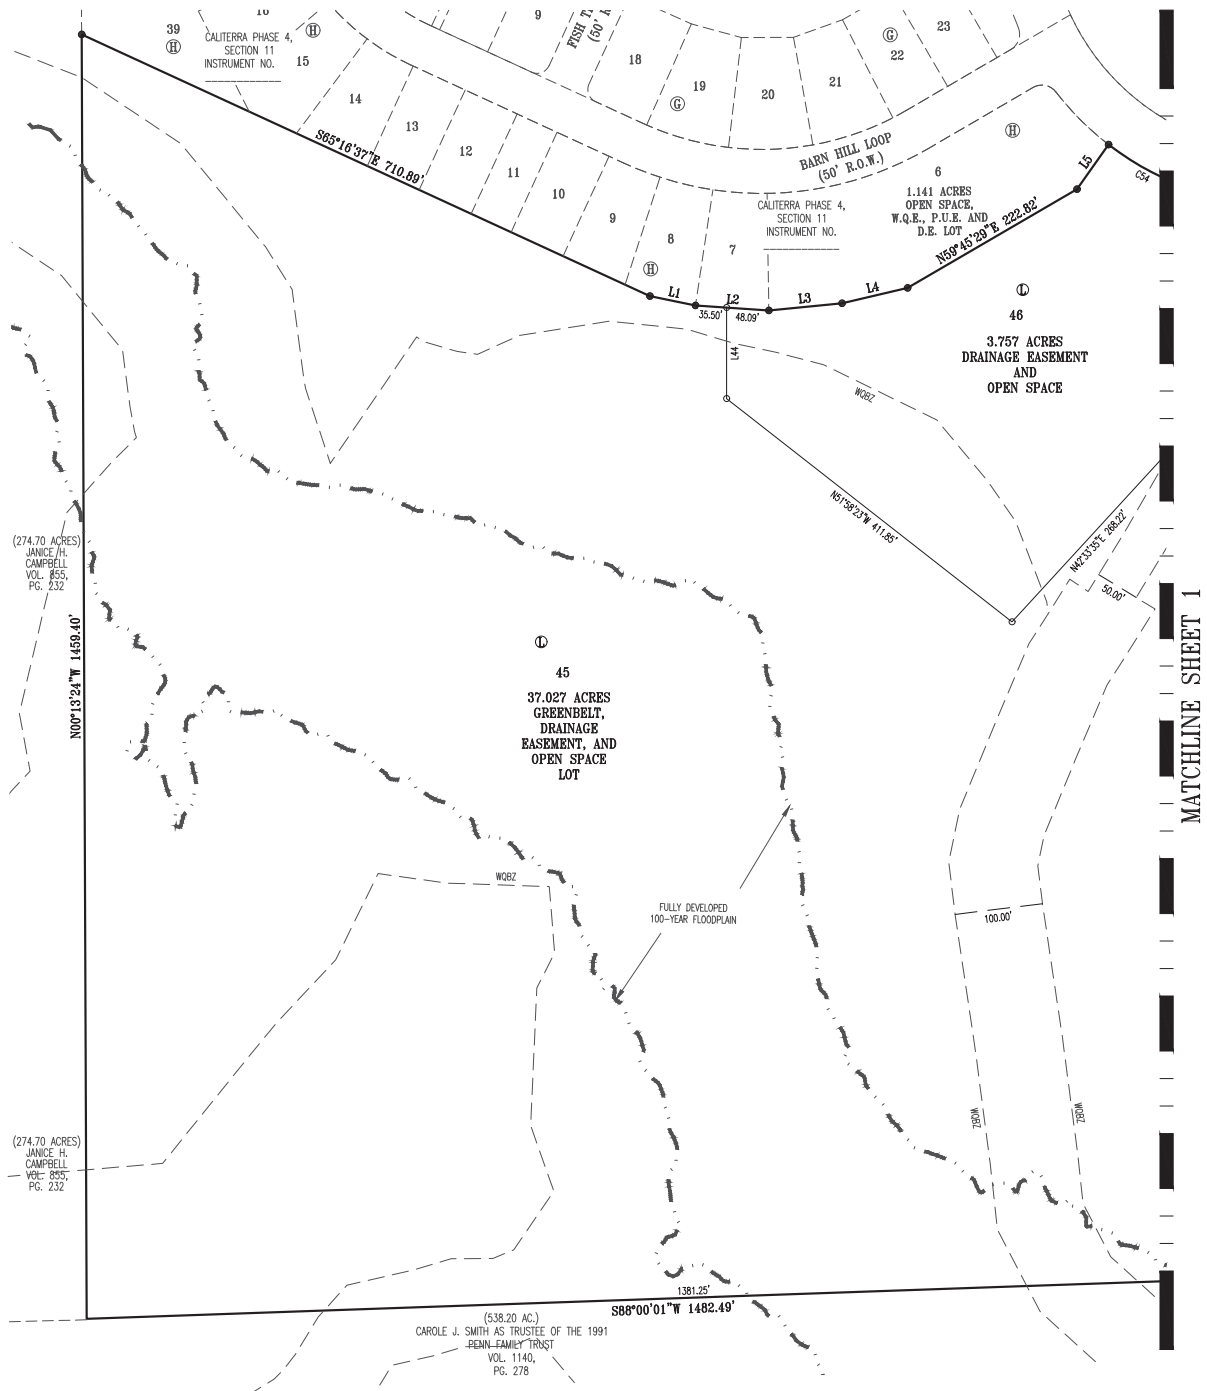 16
39
H
CALITERRA PHASE 4,
SECTION 11
INSTRUMENT NO.
____________
H
15
14
13
12
11
10
9
8
H
7
9
(50' R
18
19
G
20
21
G
22
23
BARN HILL LOOP
(50' R.O.W.)
H
6
1.141 ACRES
OPEN SPACE,
W.Q.E., P.U.E. AND
D.E. LOT
CALITERRA PHASE 4,
SECTION 11
INSTRUMENT NO.
____________
S65°16'37"E 710.89'
L1
L2
35.50'
48.09'
L3
L4
N59°45'29"E 222.82'
L5
C54
L44
L
46
3.757 ACRES
DRAINAGE EASEMENT
AND
OPEN SPACE
WQBZ
N51°58'23"W 411.85'
N42°33'35"E 268.22'
50.00'
MATCHLINE SHEET 1
(274.70 ACRES)
JANICE H.
CAMPBELL
VOL. 855,
PG. 232
N00°13'24"W 1459.40'
L
45
37.027 ACRES
GREENBELT,
DRAINAGE
EASEMENT, AND
OPEN SPACE
LOT
WQBZ
FULLY DEVELOPED
100-YEAR FLOODPLAIN
100.00'
WQBZ
WQBZ
(274.70 ACRES)
JANICE H.
CAMPBELL
VOL. 855,
PG. 232
1381.25'
S88°00'01"W 1482.49'
(538.20 AC.)
CAROLE J. SMITH AS TRUSTEE OF THE 1991
PENN FAMILY TRUST
VOL. 1140,
PG. 278